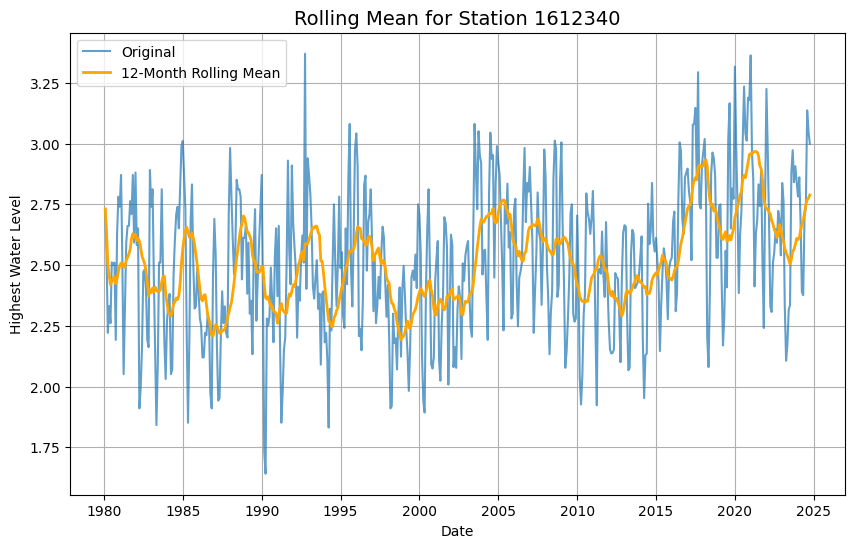 Rolling Mean for Station 1612340
Original
12-Month Rolling Mean
Highest Water Level
3.25
3.00
2.75
2.50
2.25
2.00
1.75
1980 1985 1990 1995 2000 2005 2010 2015 2020 2025
Date